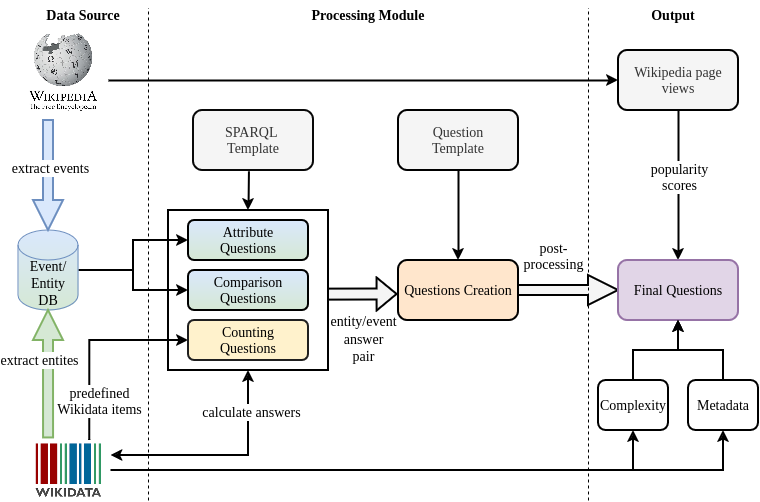 Data Source
Processing Module
Output
WIKIPEDIA
The Free Encyclopedia
Wikipedia page
views
SPARQL
Template
Question
Template
extract events
popularity
scores
Attribute
Questions
Comparison
Questions
Counting
Questions
Event/
Entity
DB
post-
processing
Questions Creation
Final Questions
entity/event
answer
pair
extract entites
predefined
Wikidata items
calculate answers
Complexity
Metadata
WIKIDATA